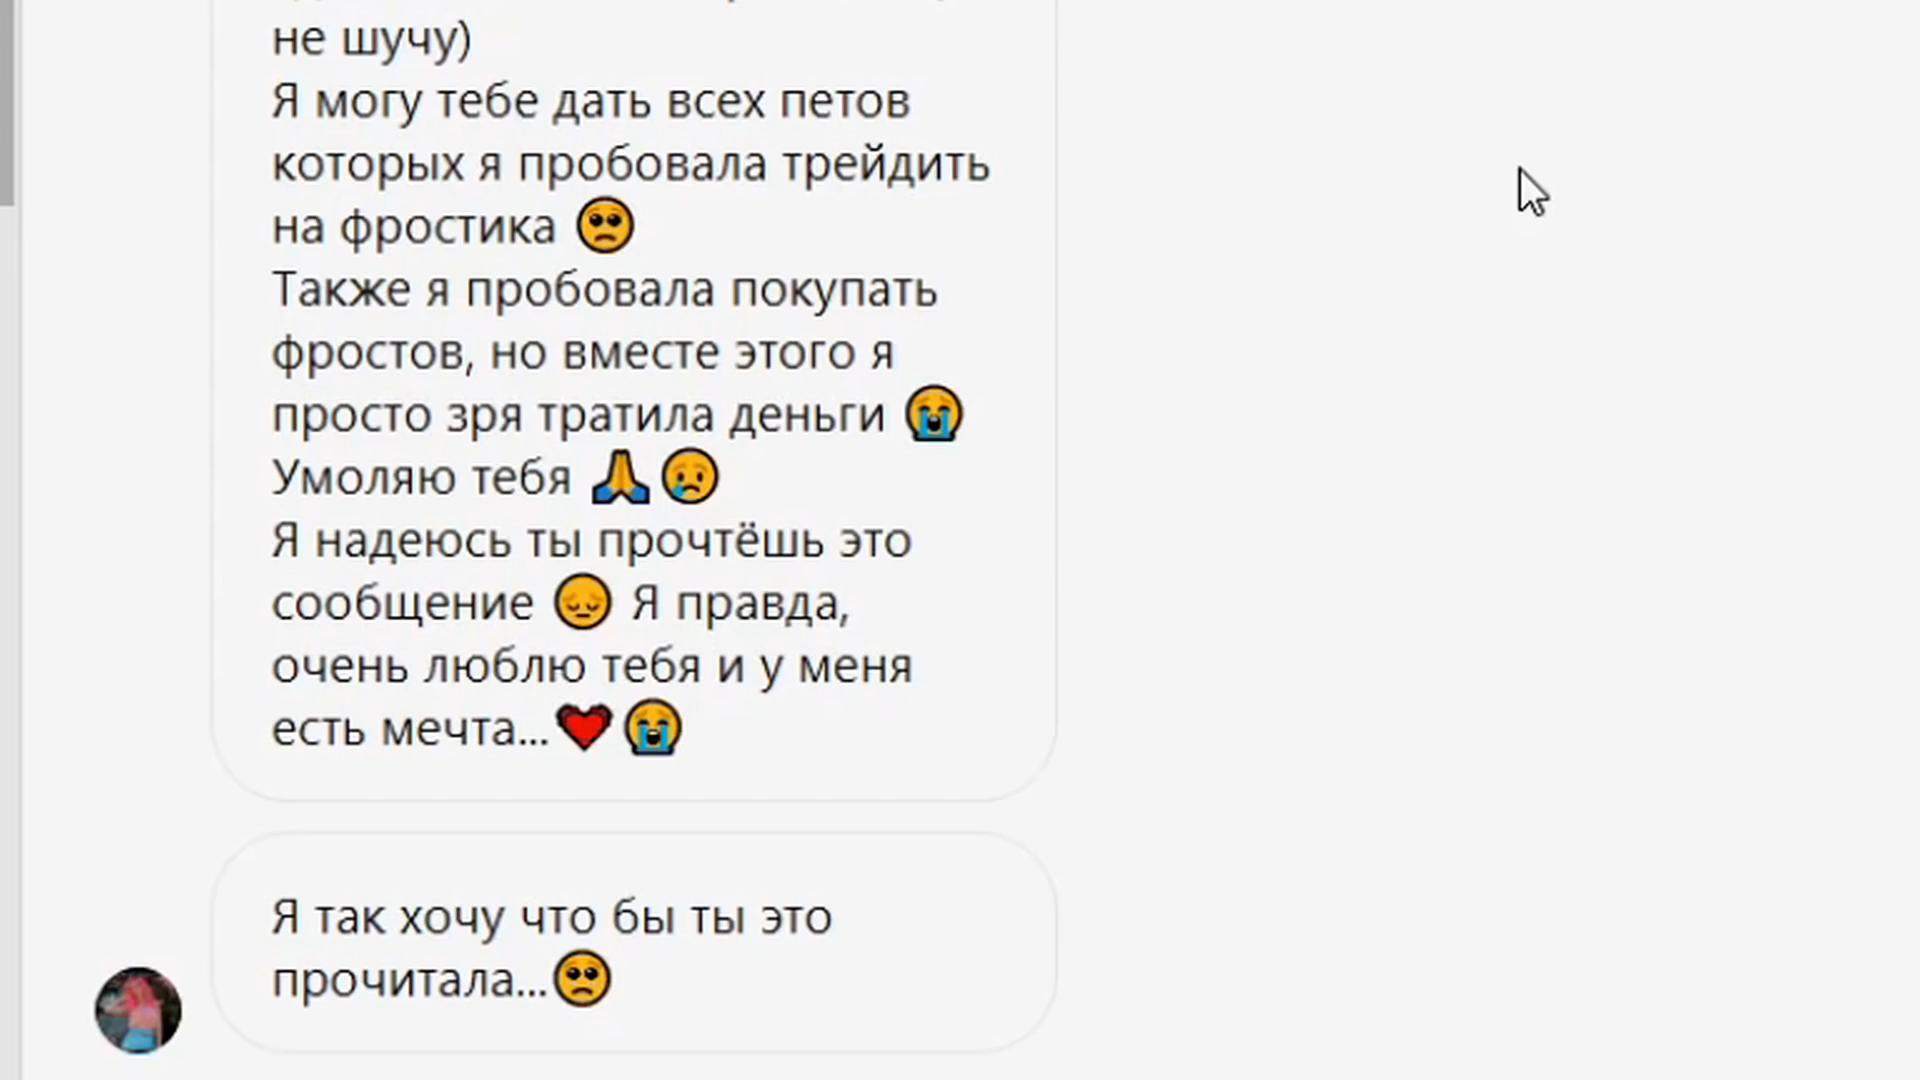 не шучу)
Я могу тебе дать всех петов
которых я пробовала трейдить
на фростика 🥺
Также я пробовала покупать
фростов, но вместе этого я
просто зря тратила деньги 😭
Умоляю тебя 🙏😢
Я надеюсь ты прочтёшь это
сообщение 😔 Я правда,
очень люблю тебя и у меня
есть мечта...❤️😭
Я так хочу что бы ты это
прочитала...🥺